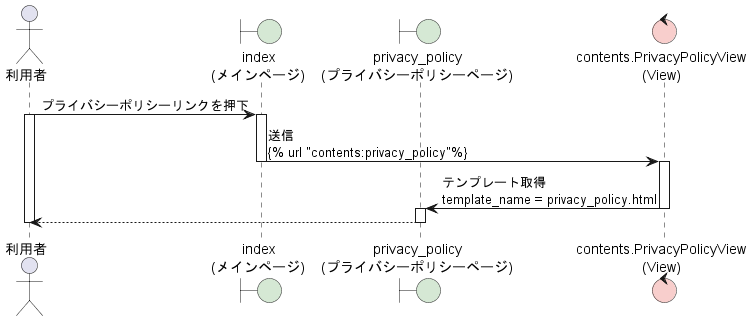 利用者
index
(メインページ)
privacy_policy
(プライバシーポリシーページ)
contents.PrivacyPolicyView
(View)
プライバシーポリシーリンクを押下
送信
{% url "contents:privacy_policy"%}
テンプレート取得
template_name = privacy_policy.html
利用者
index
(メインページ)
privacy_policy
(プライバシーポリシーページ)
contents.PrivacyPolicyView
(View)